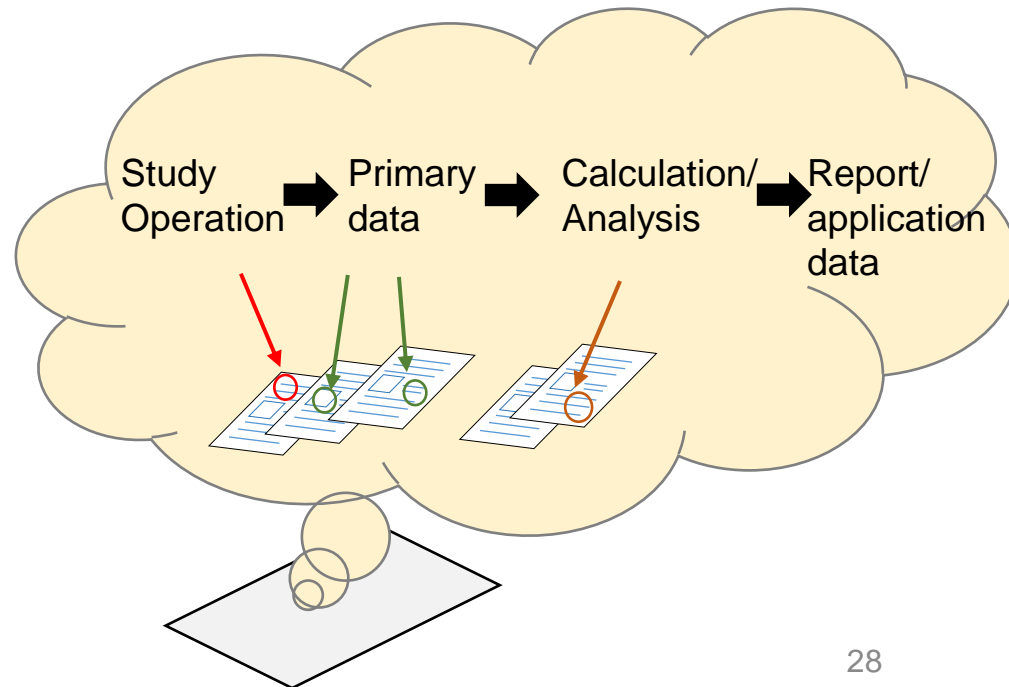 Study
Operation
Primary
data
Calculation/
Analysis
Report/
application
data
28